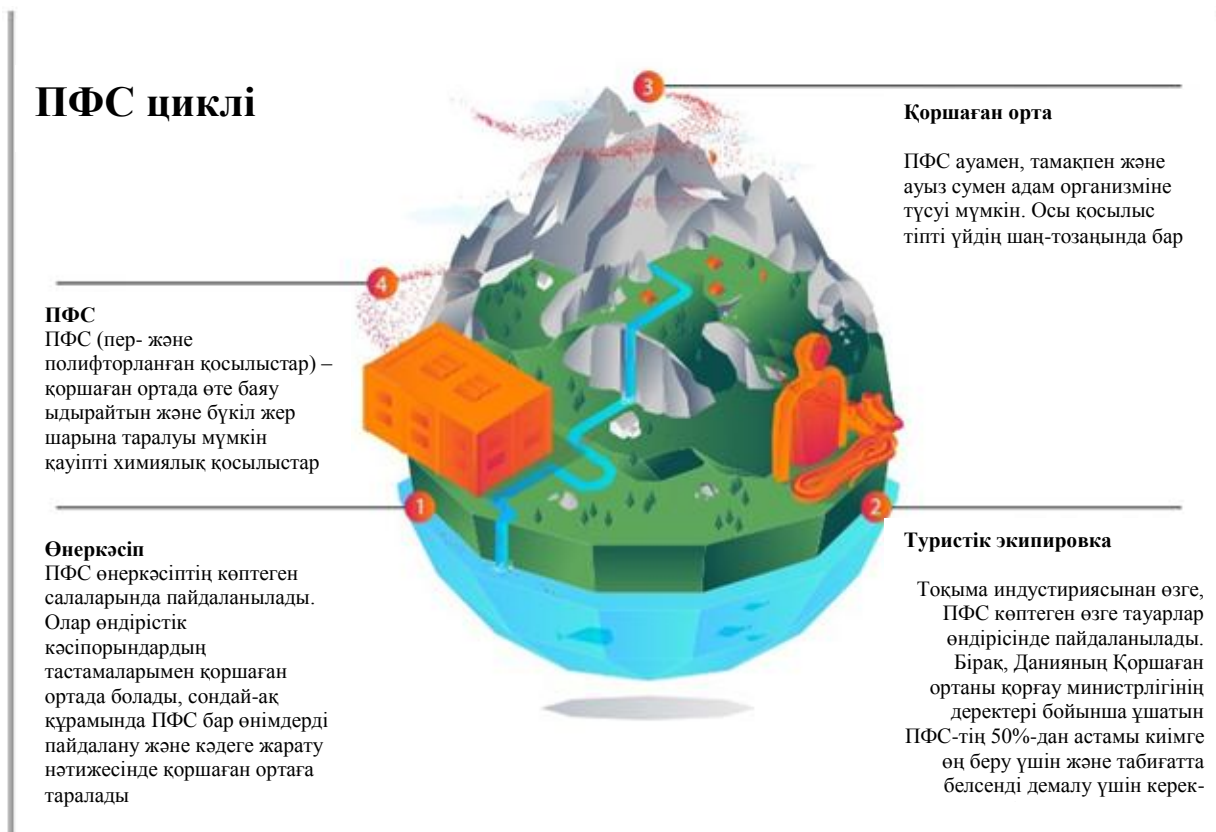 ПФС циклі
3
Қоршаған орта
ПФС ауамен, тамақпен және
ауыз сумен адам организміне
түсуі мүмкін. Осы қосылыс
тіпті үйдің шаң-тозаңында бар
4
ПФС
ПФС (пер- және
полифторланған қосылыстар) –
қоршаған ортада өте баяу
ыдырайтын және бүкіл жер
шарына таралуы мүмкін
қауіпті химиялық қосылыстар
1
Өнеркәсіп
ПФС өнеркәсіптің көптеген
салаларында пайдаланылады.
Олар өндірістік
кәсіпорындардың
тастамаларымен қоршаған
ортада болады, сондай-ақ
құрамында ПФС бар өнімдерді
пайдалану және кәдеге жарату
нәтижесінде қоршаған ортаға
таралады
2
Туристік экипировка
Тоқыма индустириясынан өзге,
ПФС көптеген өзге тауарлар
өндірісінде пайдаланылады.
Бірақ, Данияның Қоршаған
ортаны қорғау министрлігінің
деректері бойынша ұшатын
ПФС-тің 50%-дан астамы киімге
өң беру үшін және табиғатта
белсенді демалу үшін керек-